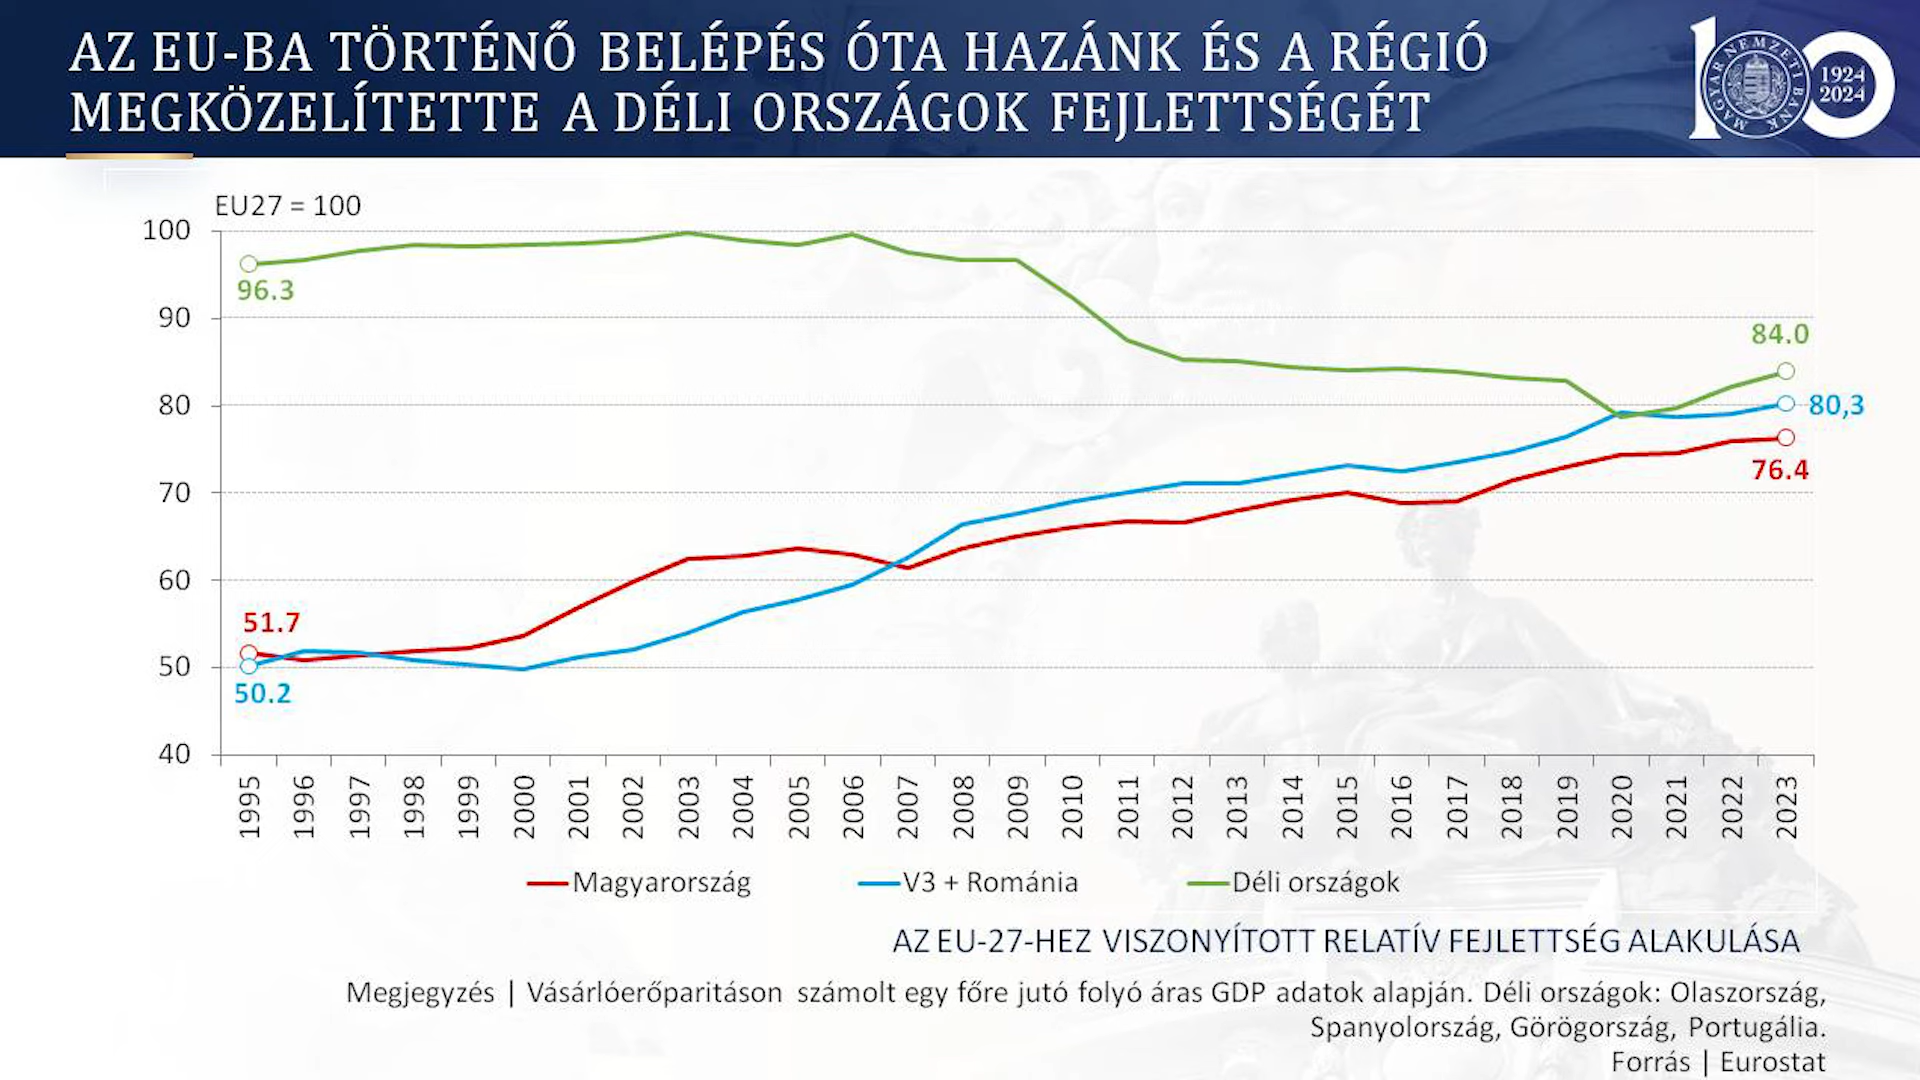 AZ EU-BA TÖRTÉNŐ BELÉPÉS ÓTA HAZÁNK ÉS A RÉGIÓ
MEGKÖZELÍTETTE A DÉLI ORSZÁGOK FEJLETTSÉGÉT
MAGYAR NEMZETI BANK
1924
2024
EU27 = 100
100
90
80
70
60
50
40
96.3
51.7
50.2
84.0
80,3
76.4
1995 1996 1997 1998 1999 2000 2001 2002 2003 2004 2005 2006 2007 2008 2009 2010 2011 2012 2013 2014 2015 2016 2017 2018 2019 2020 2021 2022 2023
Magyarország V3 + Románia Déli országok
AZ EU-27-HEZ VISZONYÍTOTT RELATÍV FEJLETTSÉG ALAKULÁSA
Megjegyzés | Vásárlóerőparitáson számolt egy főre jutó folyó áras GDP adatok alapján. Déli országok: Olaszország,
Spanyolország, Görögország, Portugália.
Forrás | Eurostat